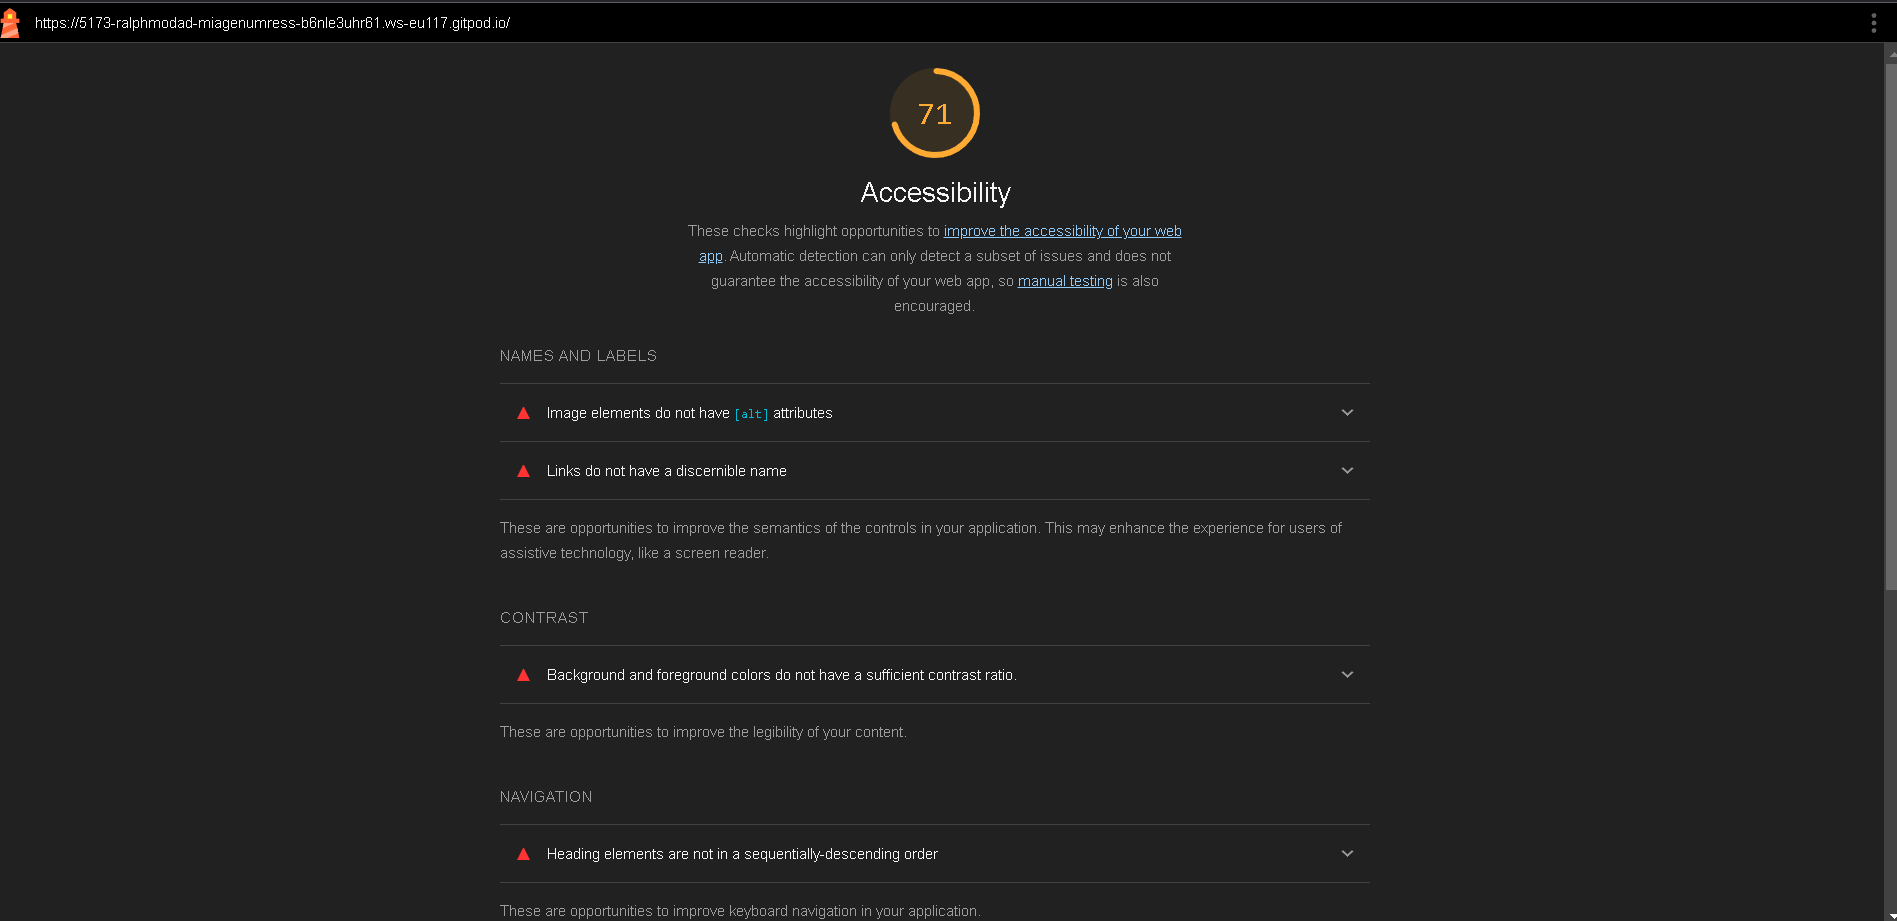 https://5173-ralphmodad-miagenumress-b6nle3uhr61.ws-eu117.gitpod.io/
71
Accessibility
These checks highlight opportunities to improve the accessibility of your web
app. Automatic detection can only detect a subset of issues and does not
guarantee the accessibility of your web app, so manual testing is also
encouraged.
NAMES AND LABELS
Image elements do not have [alt] attributes
Links do not have a discernible name
These are opportunities to improve the semantics of the controls in your application. This may enhance the experience for users of
assistive technology, like a screen reader.
CONTRAST
Background and foreground colors do not have a sufficient contrast ratio.
These are opportunities to improve the legibility of your content.
NAVIGATION
Heading elements are not in a sequentially-descending order
These are opportunities to improve keyboard navigation in your application.